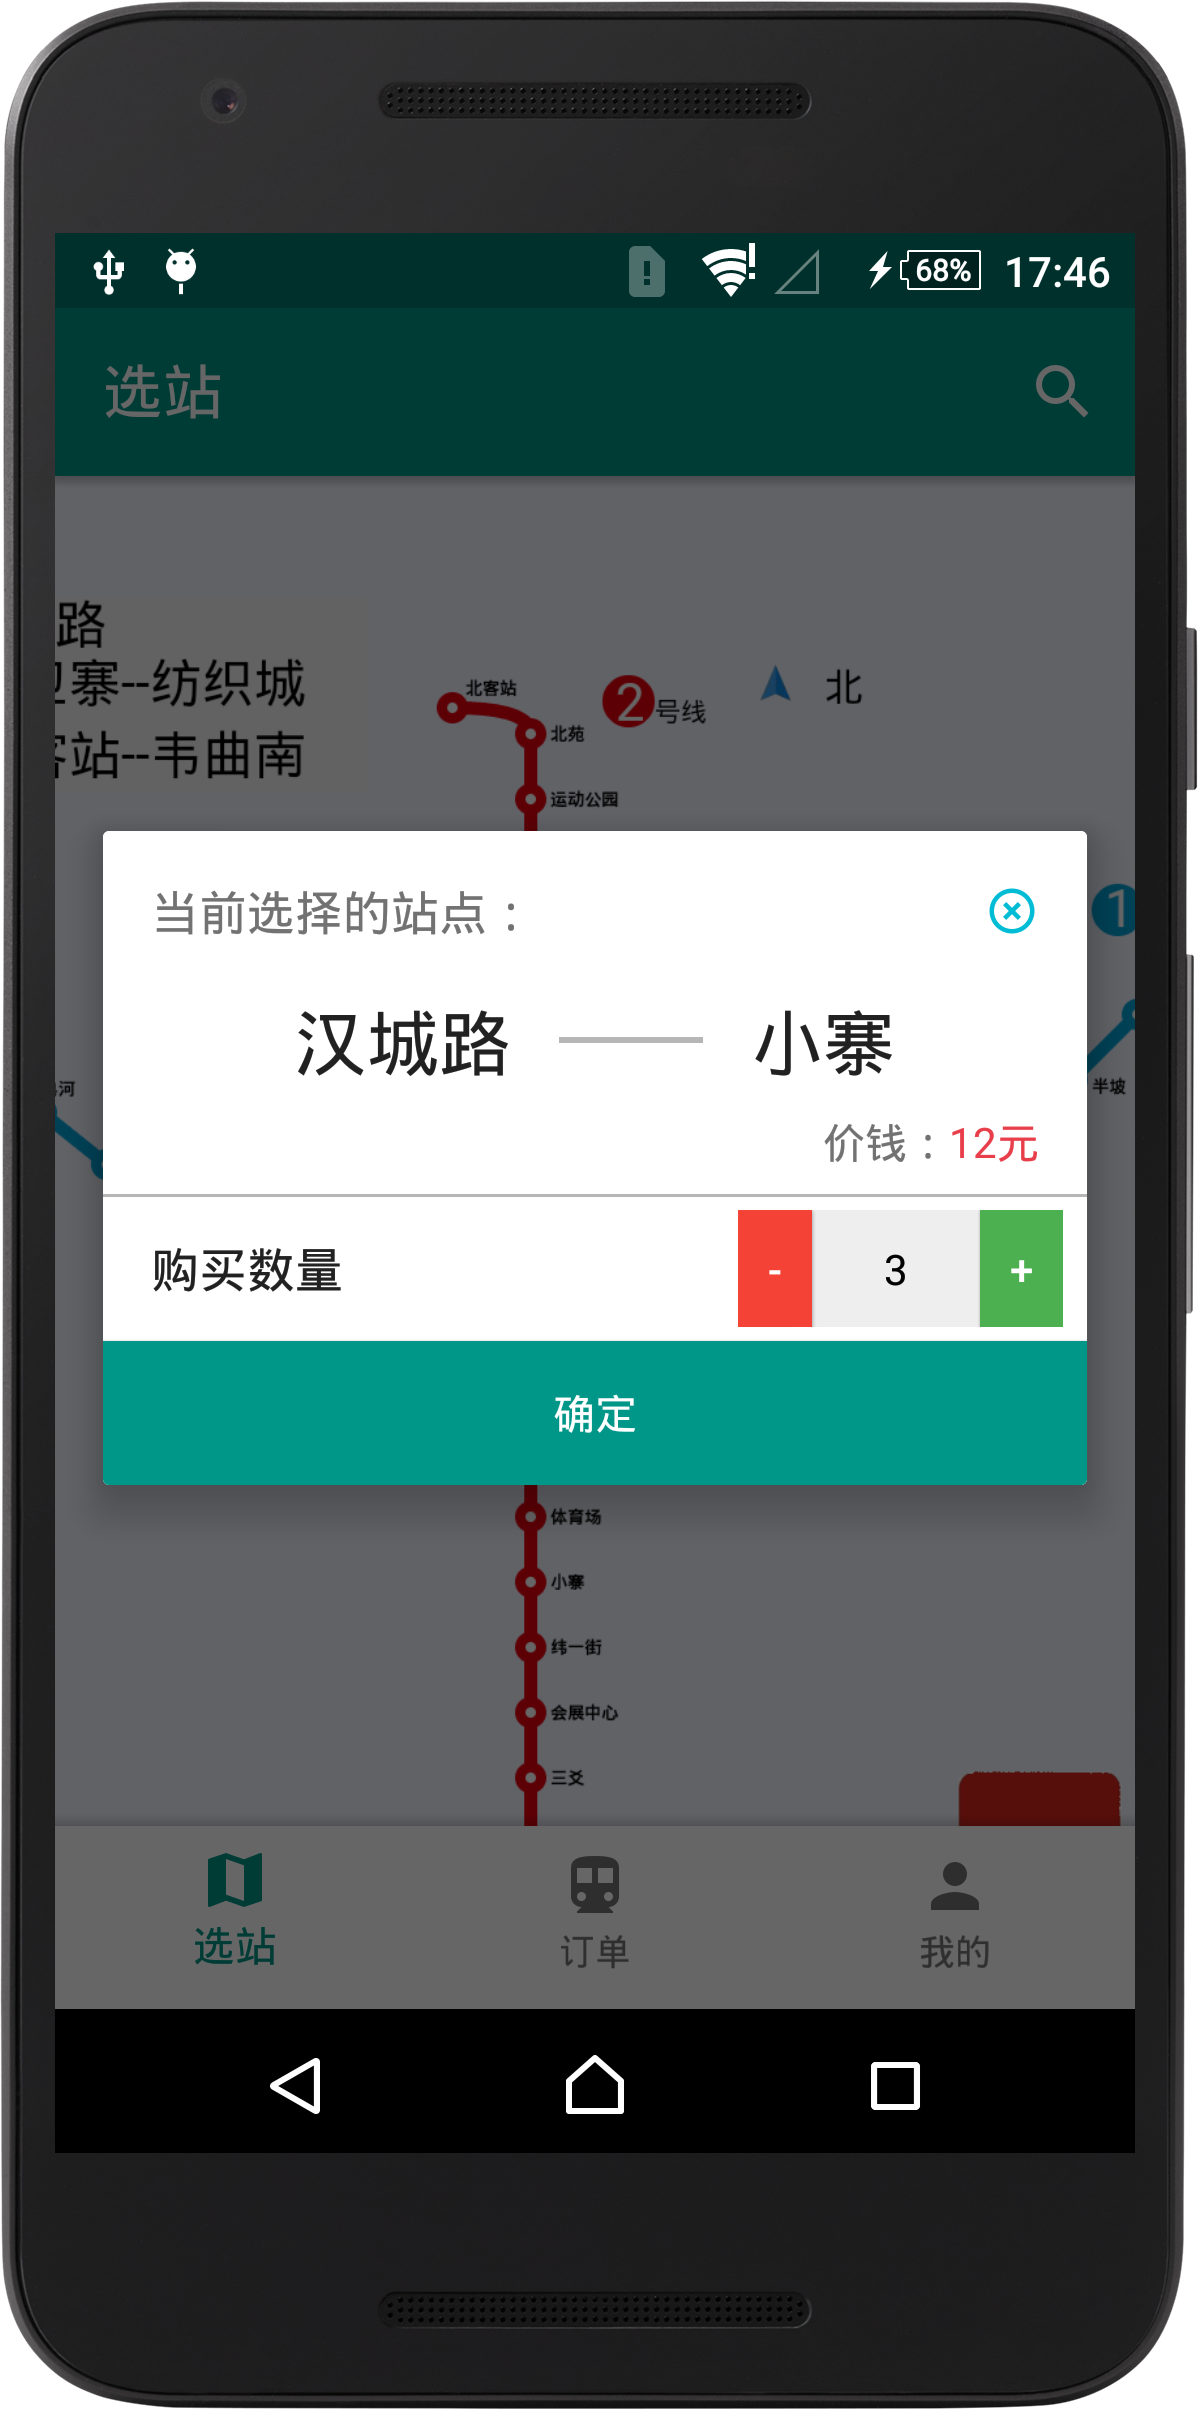 68% 17:46
选站
路
寨--纺织城
站--韦曲南
北客站
2号线
北
北苑
运动公园
当前选择的站点：
1
汉城路 小寨
河
半坡
价钱：12元
购买数量 - 3 +
确定
体育场
小寨
纬一街
会展中心
三爻
选站 订单 我的